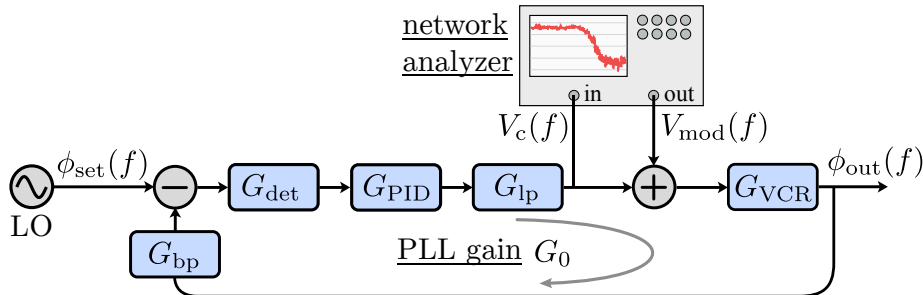 network
analyzer
in
out
V_c(f)
V_mod(f)
ϕ_set(f)
ϕ_out(f)
−
G_det
G_PID
G_lp
+
G_VCR
LO
G_bp
PLL gain G_0